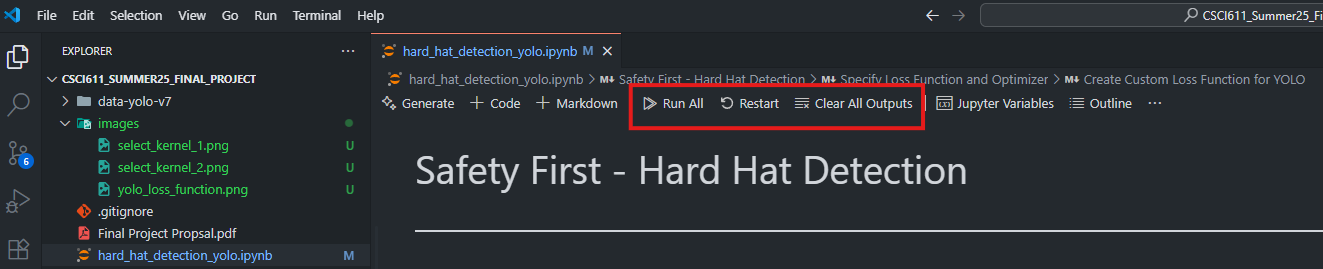 File Edit Selection View Go Run Terminal Help
CSCI611_Summer25_Fi
EXPLORER
CSCI611_SUMMER25_FINAL_PROJECT
data-yolo-v7
images
select_kernel_1.png U
select_kernel_2.png U
yolo_loss_function.png U
.gitignore
Final Project Propsal.pdf
hard_hat_detection_yolo.ipynb M
6
hard_hat_detection_yolo.ipynb M
hard_hat_detection_yolo.ipynb > Safety First - Hard Hat Detection > Specify Loss Function and Optimizer > Create Custom Loss Function for YOLO
Generate + Code + Markdown Run All Restart Clear All Outputs Jupyter Variables Outline ...
Safety First - Hard Hat Detection